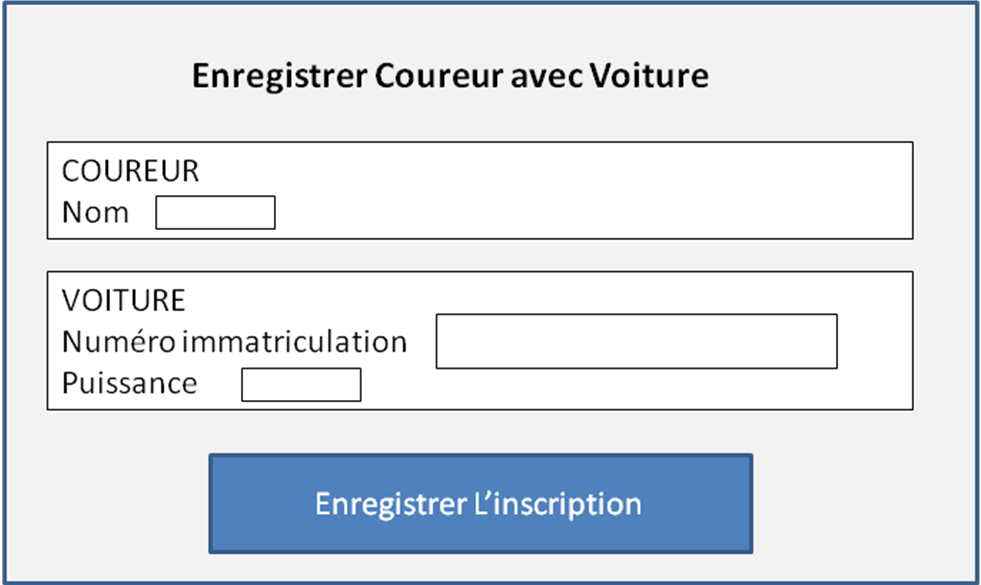 Enregistrer Coureur avec Voiture
COUREUR
Nom
VOITURE
Numéro immatriculation
Puissance
Enregistrer L’inscription